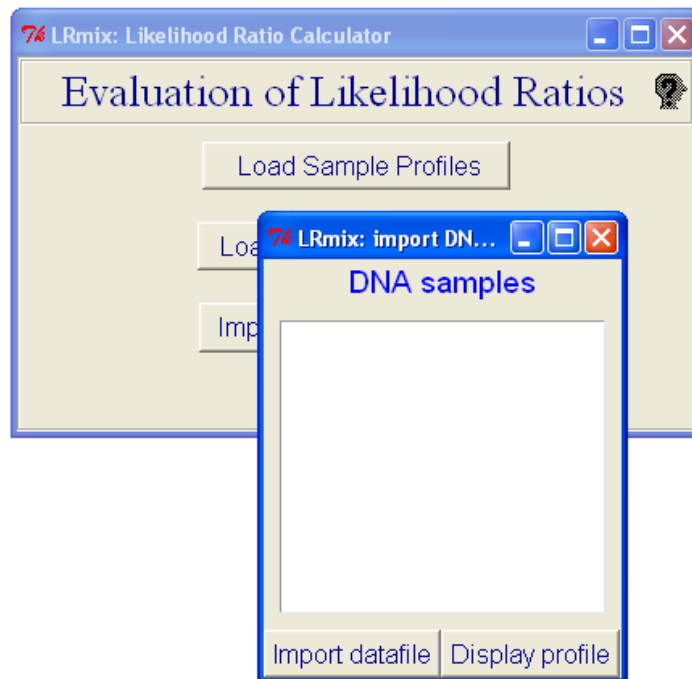 LRmix: Likelihood Ratio Calculator
Evaluation of Likelihood Ratios
Load Sample Profiles
LRmix: import DN...
DNA samples
Import datafile
Display profile